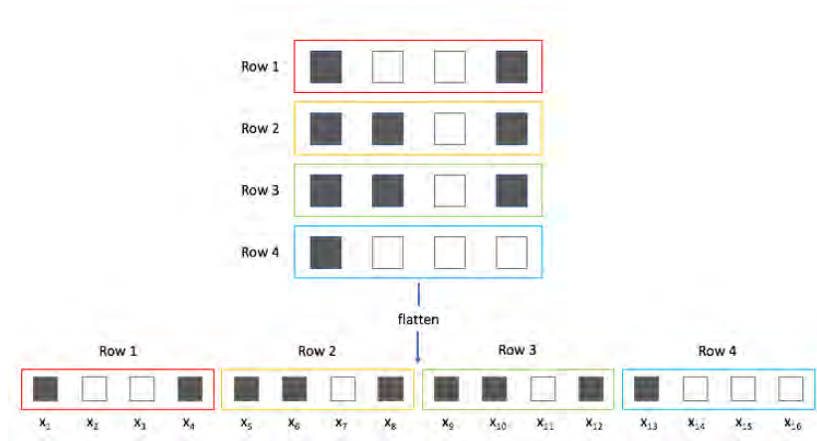 Row 1
Row 2
Row 3
Row 4
flatten
Row 1 Row 2 Row 3 Row 4
x₁ x₂ x₃ x₄ x₅ x₆ x₇ x₈ x₉ x₁₀ x₁₁ x₁₂ x₁₃ x₁₄ x₁₅ x₁₆